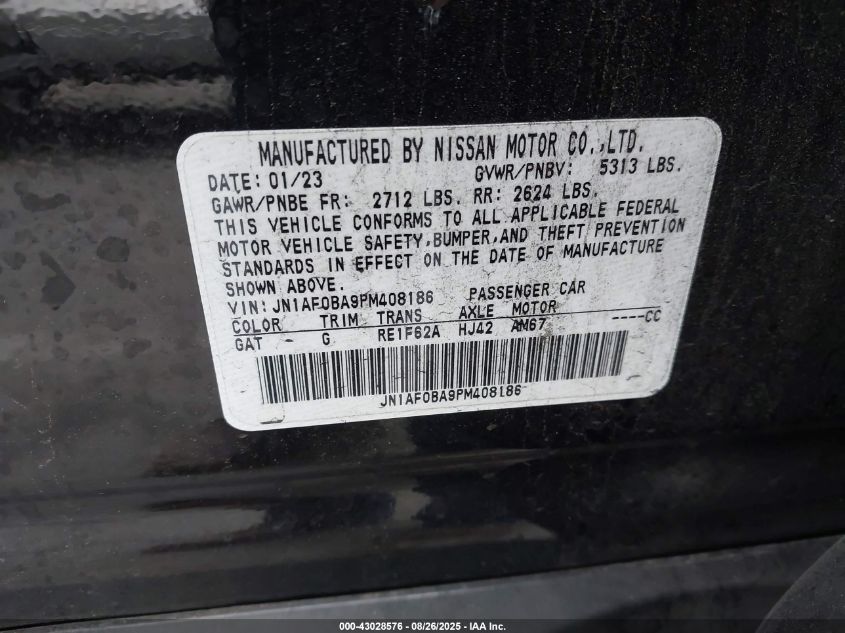 MANUFACTURED BY NISSAN MOTOR CO.,LTD.
DATE: 01/23 GVWR/PNBV: 5313 LBS.
GAWR/PNBE FR: 2712 LBS. RR: 2624 LBS.
THIS VEHICLE CONFORMS TO ALL APPLICABLE FEDERAL
MOTOR VEHICLE SAFETY,BUMPER,AND THEFT PREVENTION
STANDARDS IN EFFECT ON THE DATE OF MANUFACTURE
SHOWN ABOVE.
VIN: JN1AF0BA9PM408186 PASSENGER CAR
COLOR TRIM TRANS AXLE MOTOR
GAT - G RE1F62A HJ42 AM67 ----CC
JN1AF0BA9PM408186
000-43028576 | 08/26/2025 | IAA Inc.